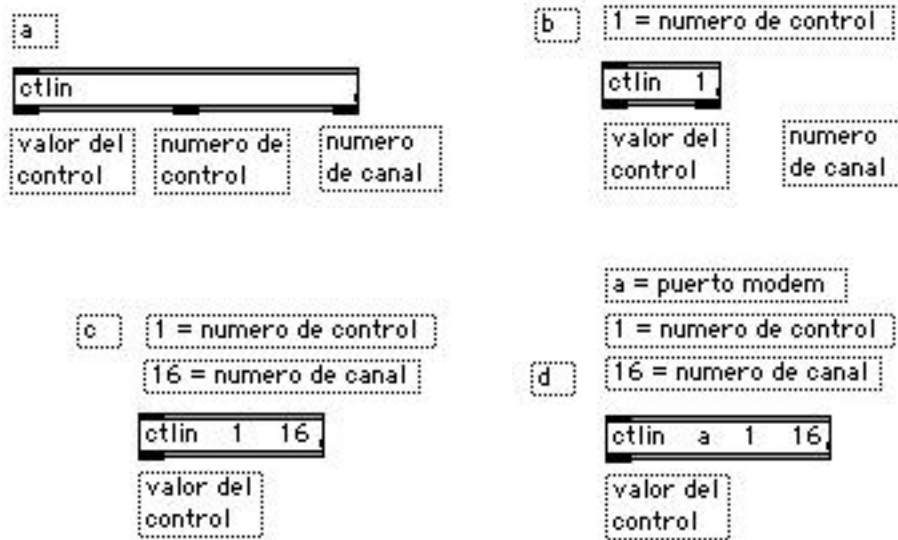 a
ctlin
valor del
control
numero de
control
numero
de canal
b
1 = numero de control
ctlin 1
valor del
control
numero
de canal
c
1 = numero de control
16 = numero de canal
ctlin 1 16
valor del
control
a = puerto modem
1 = numero de control
d
16 = numero de canal
ctlin a 1 16
valor del
control